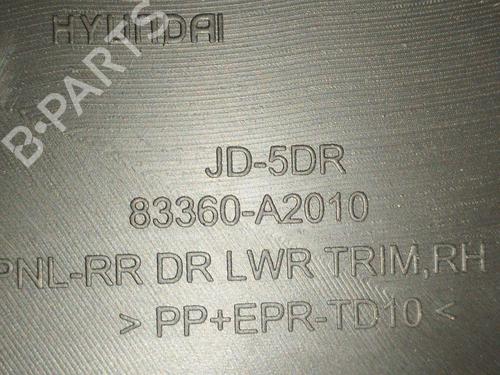 HYUNDAI
B-PARTS
JD-5DR
83360-A2010
PNL-RR DR LWR TRIM,RH
> PP+EPR-TD10 <